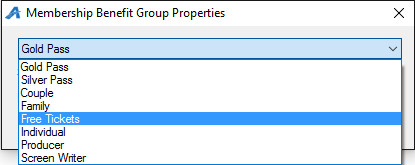 Membership Benefit Group Properties
Gold Pass
Gold Pass
Silver Pass
Couple
Family
Free Tickets
Individual
Producer
Screen Writer